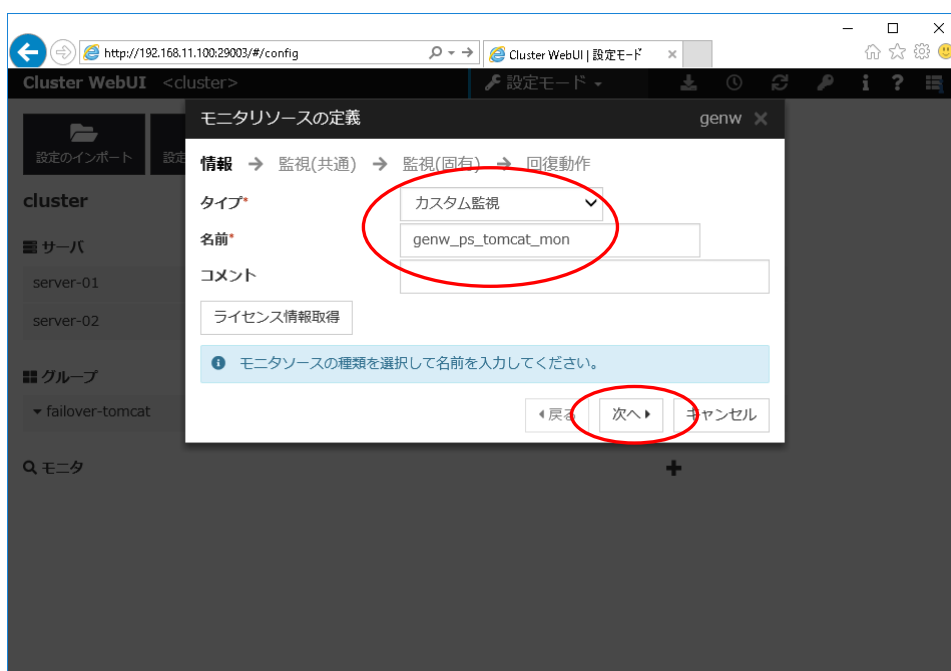 http://192.168.11.100:29003/#/config
Cluster WebUI | 設定モード
Cluster WebUI <cluster>
設定モード
設定のインポート
設定
cluster
サーバ
server-01
server-02
グループ
failover-tomcat
モニタ
モニタリソースの定義
genw
情報 → 監視(共通) → 監視(固有) → 回復動作
タイプ*
カスタム監視
名前*
genw_ps_tomcat_mon
コメント
ライセンス情報取得
モニタソースの種類を選択して名前を入力してください。
戻る
次へ
キャンセル